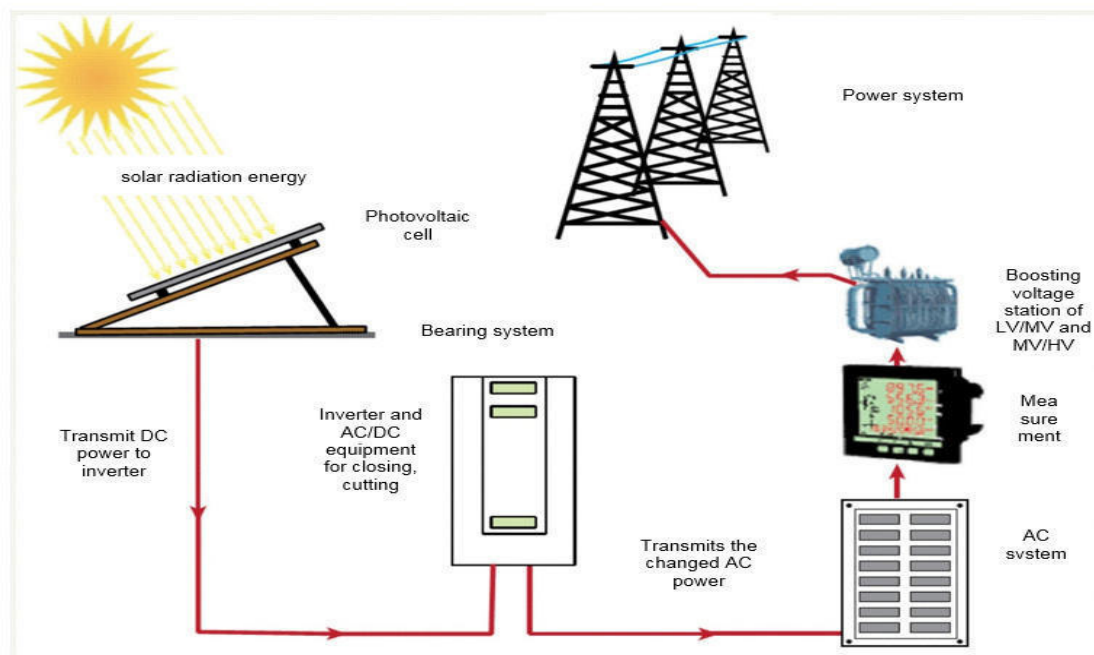 solar radiation energy
Photovoltaic
cell
Power system
Boosting
voltage
station of
LV/MV and
MV/HV
Bearing system
Inverter and
AC/DC
equipment
for closing,
cutting
Transmit DC
power to
inverter
Mea
sure
ment
Transmits the
changed AC
power
AC
svstem